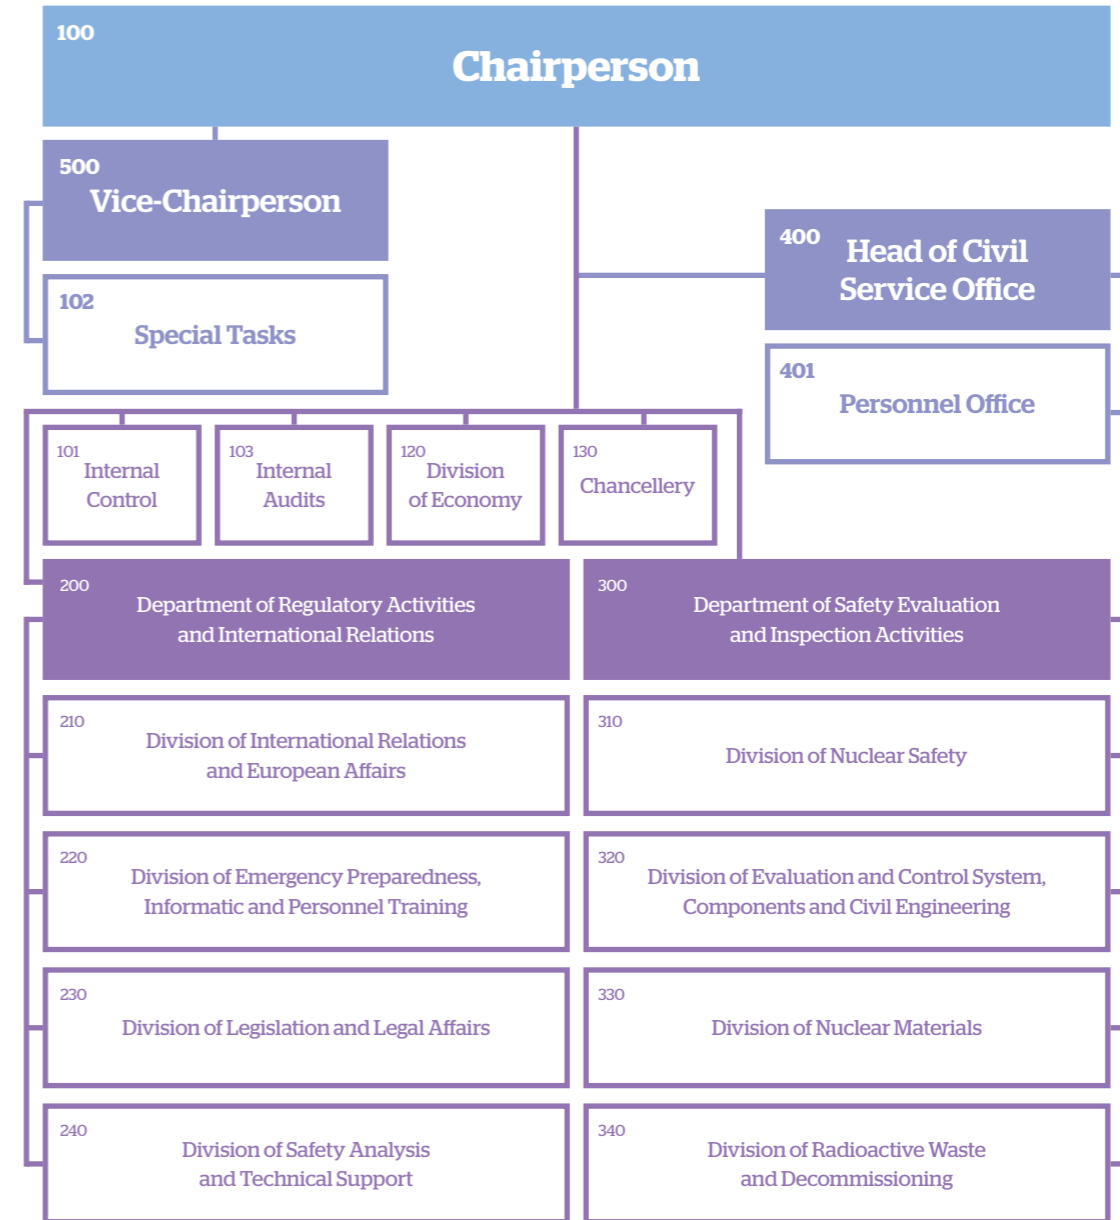 100
Chairperson
500
Vice-Chairperson
400
Head of Civil
Service Office
102
Special Tasks
401
Personnel Office
101
Internal
Control
103
Internal
Audits
120
Division
of Economy
130
Chancellery
200
Department of Regulatory Activities
and International Relations
300
Department of Safety Evaluation
and Inspection Activities
210
Division of International Relations
and European Affairs
310
Division of Nuclear Safety
220
Division of Emergency Preparedness,
Informatic and Personnel Training
320
Division of Evaluation and Control System,
Components and Civil Engineering
230
Division of Legislation and Legal Affairs
330
Division of Nuclear Materials
240
Division of Safety Analysis
and Technical Support
340
Division of Radioactive Waste
and Decommissioning